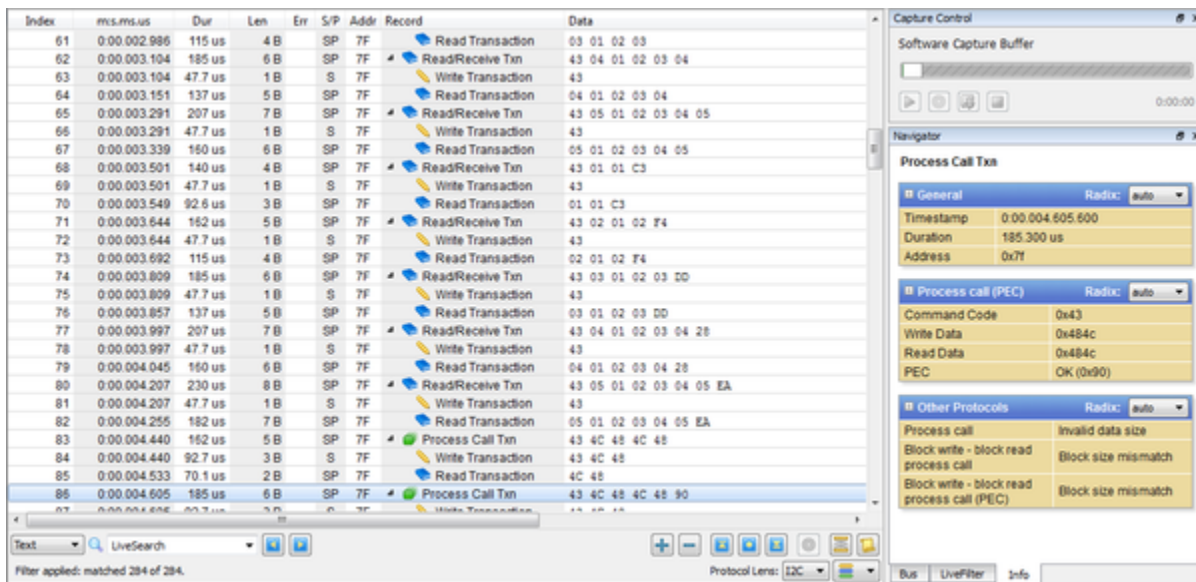 Index m:s.ms.us Dur Len Err S/P Addr Record Data
61 0:00.002.986 115 us 4 B SP 7F Read Transaction 03 01 02 03
62 0:00.003.104 185 us 6 B SP 7F Read/Receive Txn 43 04 01 02 03 04
63 0:00.003.104 47.7 us 1 B S 7F Write Transaction 43
64 0:00.003.151 137 us 5 B SP 7F Read Transaction 04 01 02 03 04
65 0:00.003.291 207 us 7 B SP 7F Read/Receive Txn 43 05 01 02 03 04 05
66 0:00.003.291 47.7 us 1 B S 7F Write Transaction 43
67 0:00.003.339 160 us 6 B SP 7F Read Transaction 05 01 02 03 04 05
68 0:00.003.501 140 us 4 B SP 7F Read/Receive Txn 43 01 01 C3
69 0:00.003.501 47.7 us 1 B S 7F Write Transaction 43
70 0:00.003.549 92.6 us 3 B SP 7F Read Transaction 01 01 C3
71 0:00.003.644 162 us 5 B SP 7F Read/Receive Txn 43 02 01 02 F4
72 0:00.003.644 47.7 us 1 B S 7F Write Transaction 43
73 0:00.003.692 115 us 4 B SP 7F Read Transaction 02 01 02 F4
74 0:00.003.809 185 us 6 B SP 7F Read/Receive Txn 43 03 01 02 03 DD
75 0:00.003.809 47.7 us 1 B S 7F Write Transaction 43
76 0:00.003.857 137 us 5 B SP 7F Read Transaction 03 01 02 03 DD
77 0:00.003.997 207 us 7 B SP 7F Read/Receive Txn 43 04 01 02 03 04 28
78 0:00.003.997 47.7 us 1 B S 7F Write Transaction 43
79 0:00.004.045 160 us 6 B SP 7F Read Transaction 04 01 02 03 04 28
80 0:00.004.207 230 us 8 B SP 7F Read/Receive Txn 43 05 01 02 03 04 05 EA
81 0:00.004.207 47.7 us 1 B S 7F Write Transaction 43
82 0:00.004.255 182 us 7 B SP 7F Read Transaction 05 01 02 03 04 05 EA
83 0:00.004.440 162 us 5 B SP 7F Process Call Txn 43 4C 48 4C 48
84 0:00.004.440 92.7 us 3 B S 7F Write Transaction 43 4C 48
85 0:00.004.533 70.1 us 2 B SP 7F Read Transaction 4C 48
86 0:00.004.605 185 us 6 B SP 7F Process Call Txn 43 4C 48 4C 48 90
Text LiveSearch
Filter applied: matched 284 of 284.
Protocol Lens: I2C
Capture Control
Software Capture Buffer
0:00:00
Navigator
Process Call Txn
General Radix: auto
Timestamp 0:00.004.605.600
Duration 185.300 us
Address 0x7f
Process call (PEC) Radix: auto
Command Code 0x43
Write Data 0x484c
Read Data 0x484c
PEC OK (0x90)
Other Protocols Radix: auto
Process call Invalid data size
Block write - block read process call Block size mismatch
Block write - block read process call (PEC) Block size mismatch
Bus LiveFilter Info